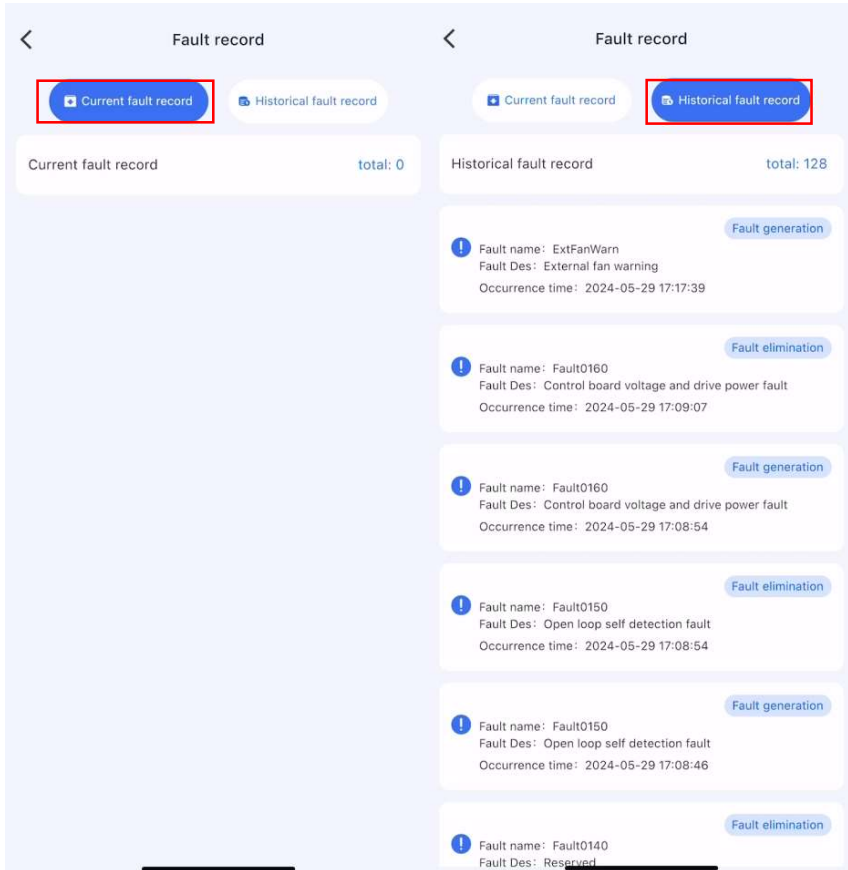 Fault record
Current fault record
Historical fault record
Current fault record
total: 0
Fault record
Current fault record
Historical fault record
Historical fault record
total: 128
Fault generation
Fault name: ExtFanWarn
Fault Des: External fan warning
Occurrence time: 2024-05-29 17:17:39
Fault elimination
Fault name: Fault0160
Fault Des: Control board voltage and drive power fault
Occurrence time: 2024-05-29 17:09:07
Fault generation
Fault name: Fault0160
Fault Des: Control board voltage and drive power fault
Occurrence time: 2024-05-29 17:08:54
Fault elimination
Fault name: Fault0150
Fault Des: Open loop self detection fault
Occurrence time: 2024-05-29 17:08:54
Fault generation
Fault name: Fault0150
Fault Des: Open loop self detection fault
Occurrence time: 2024-05-29 17:08:46
Fault elimination
Fault name: Fault0140
Fault Des: Reserved